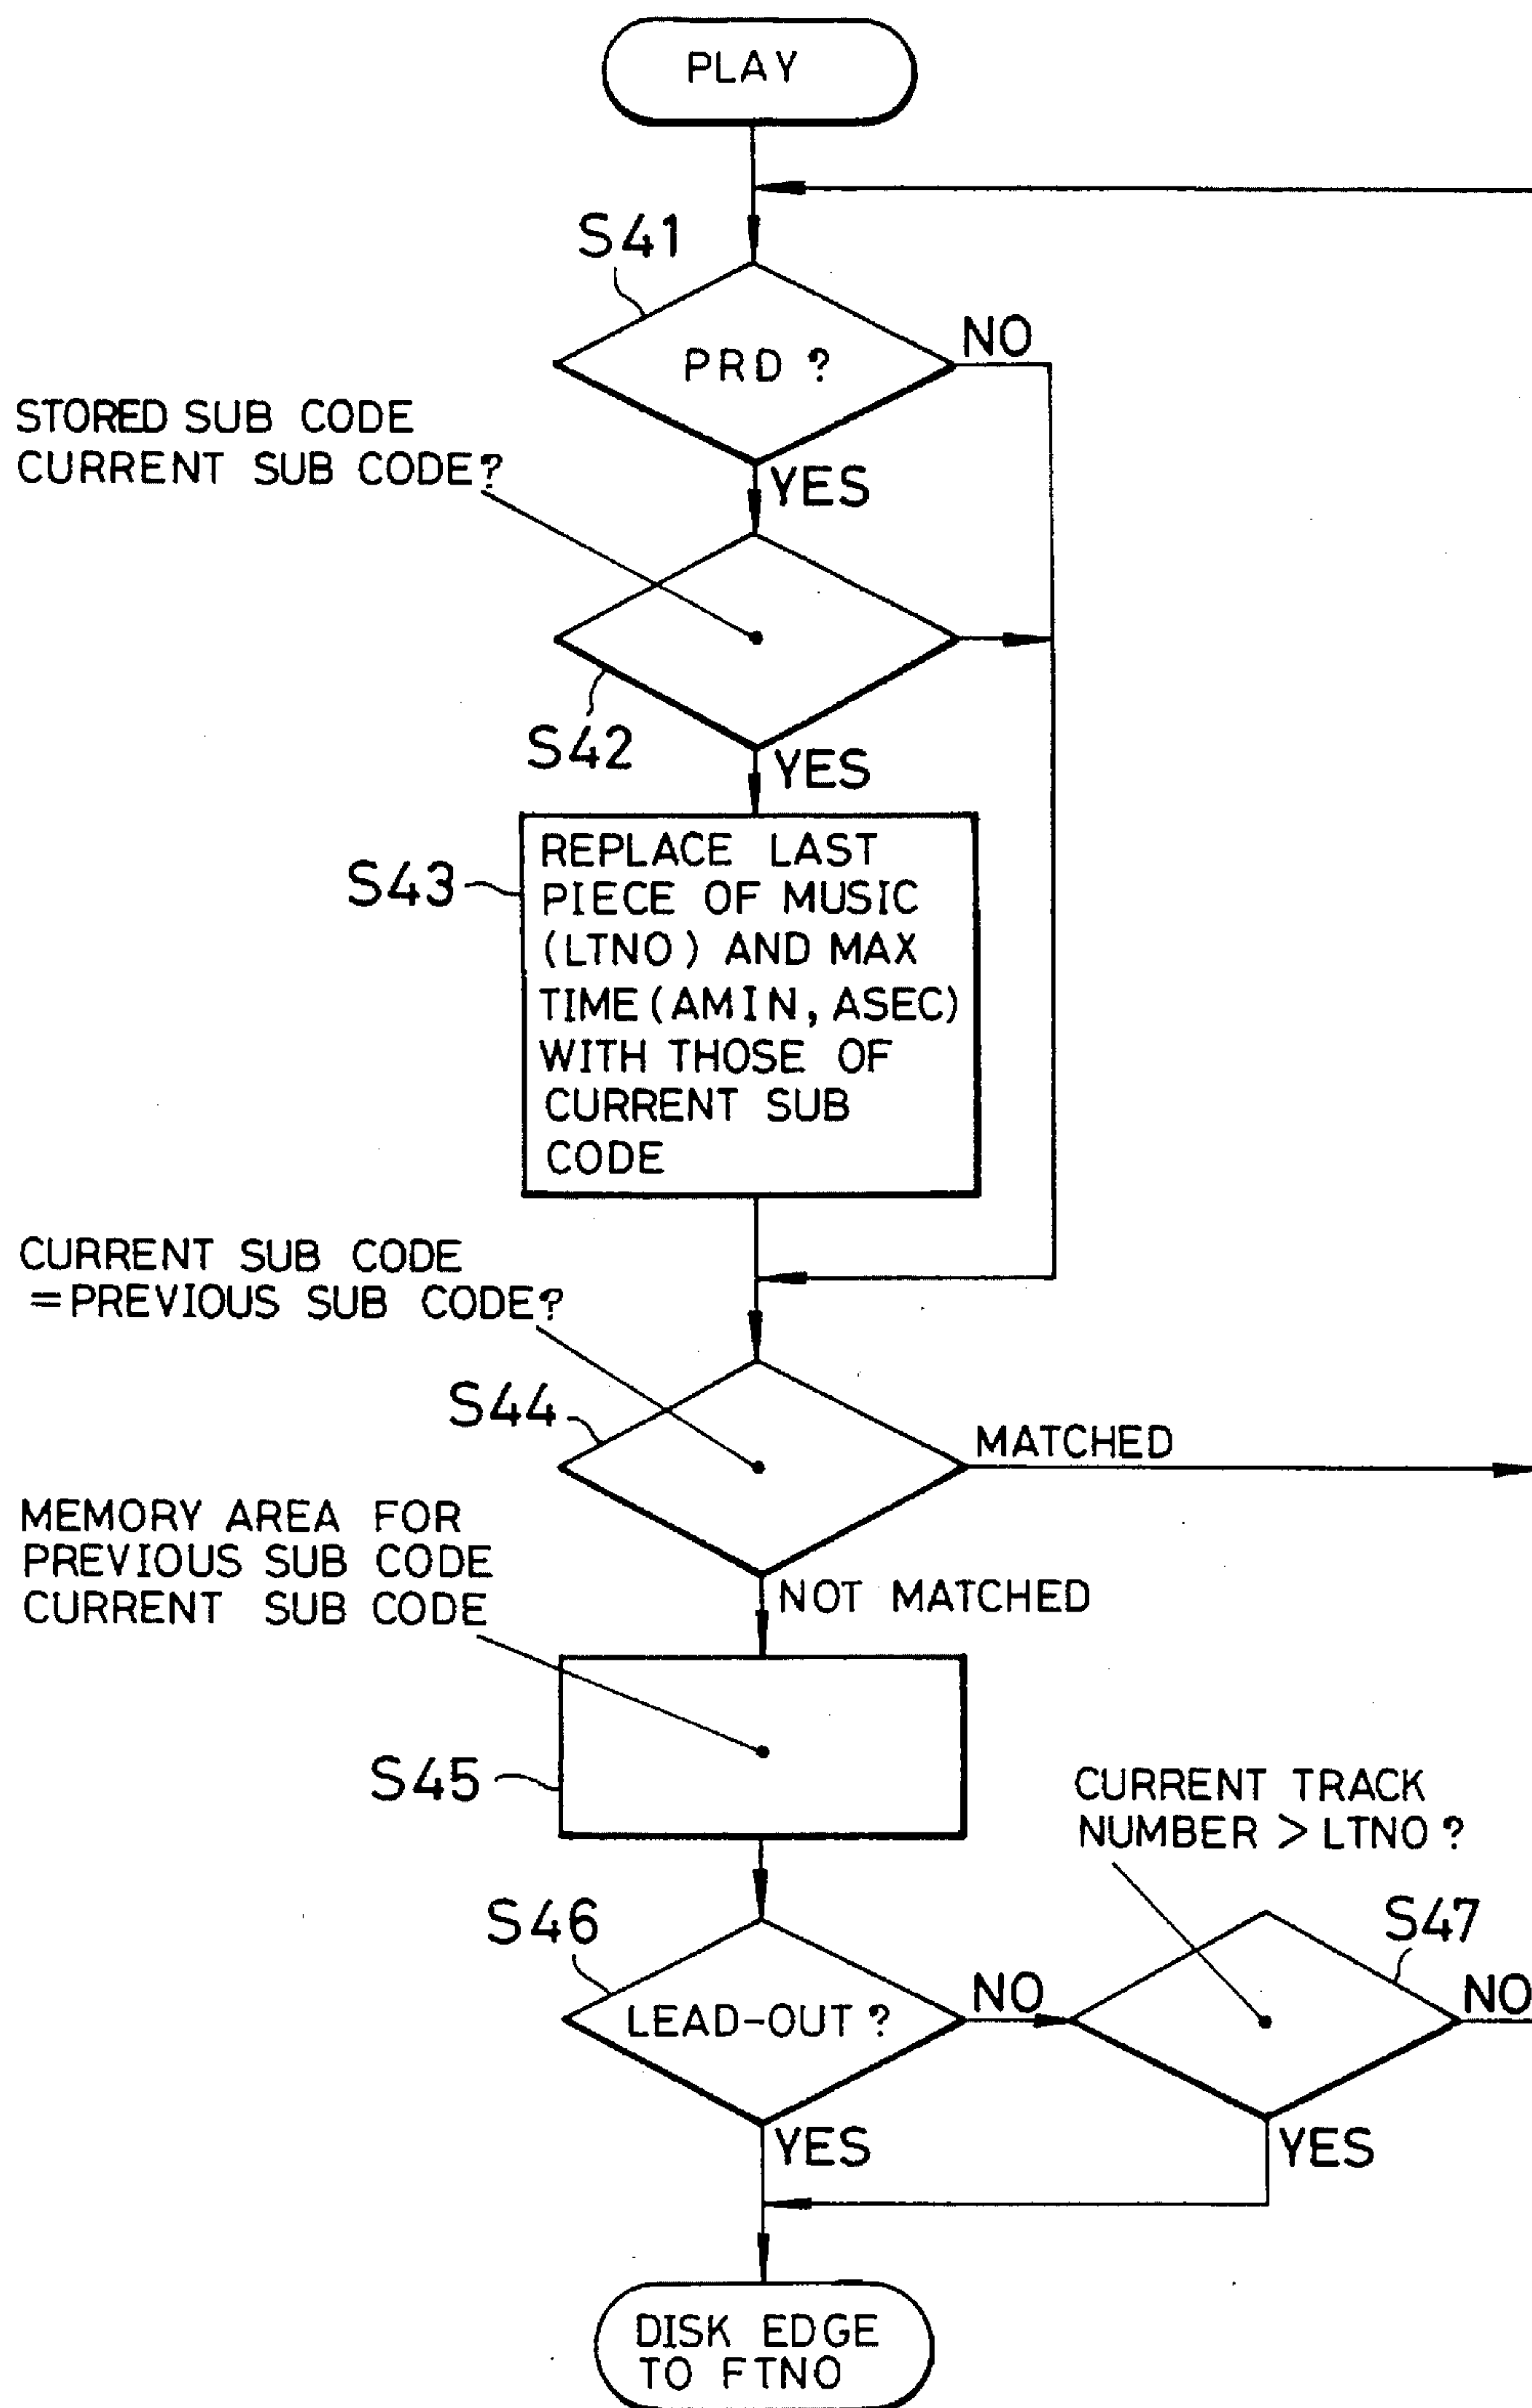 PLAY
S41
PRD ?
NO
STORED SUB CODE
CURRENT SUB CODE?
YES
S42
YES
S43
REPLACE LAST
PIECE OF MUSIC
(LTNO) AND MAX
TIME (AMIN, ASEC)
WITH THOSE OF
CURRENT SUB
CODE
CURRENT SUB CODE
=PREVIOUS SUB CODE?
S44
MATCHED
MEMORY AREA FOR
PREVIOUS SUB CODE
CURRENT SUB CODE
NOT MATCHED
S45
CURRENT TRACK
NUMBER > LTNO ?
S46
S47
LEAD-OUT ?
NO
NO
YES
YES
DISK EDGE
TO FTNO